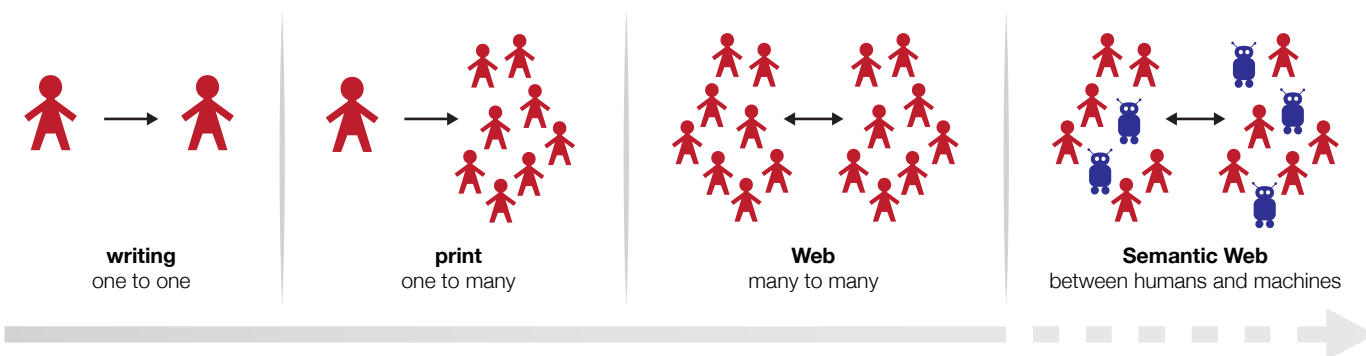 writing
one to one
print
one to many
Web
many to many
Semantic Web
between humans and machines